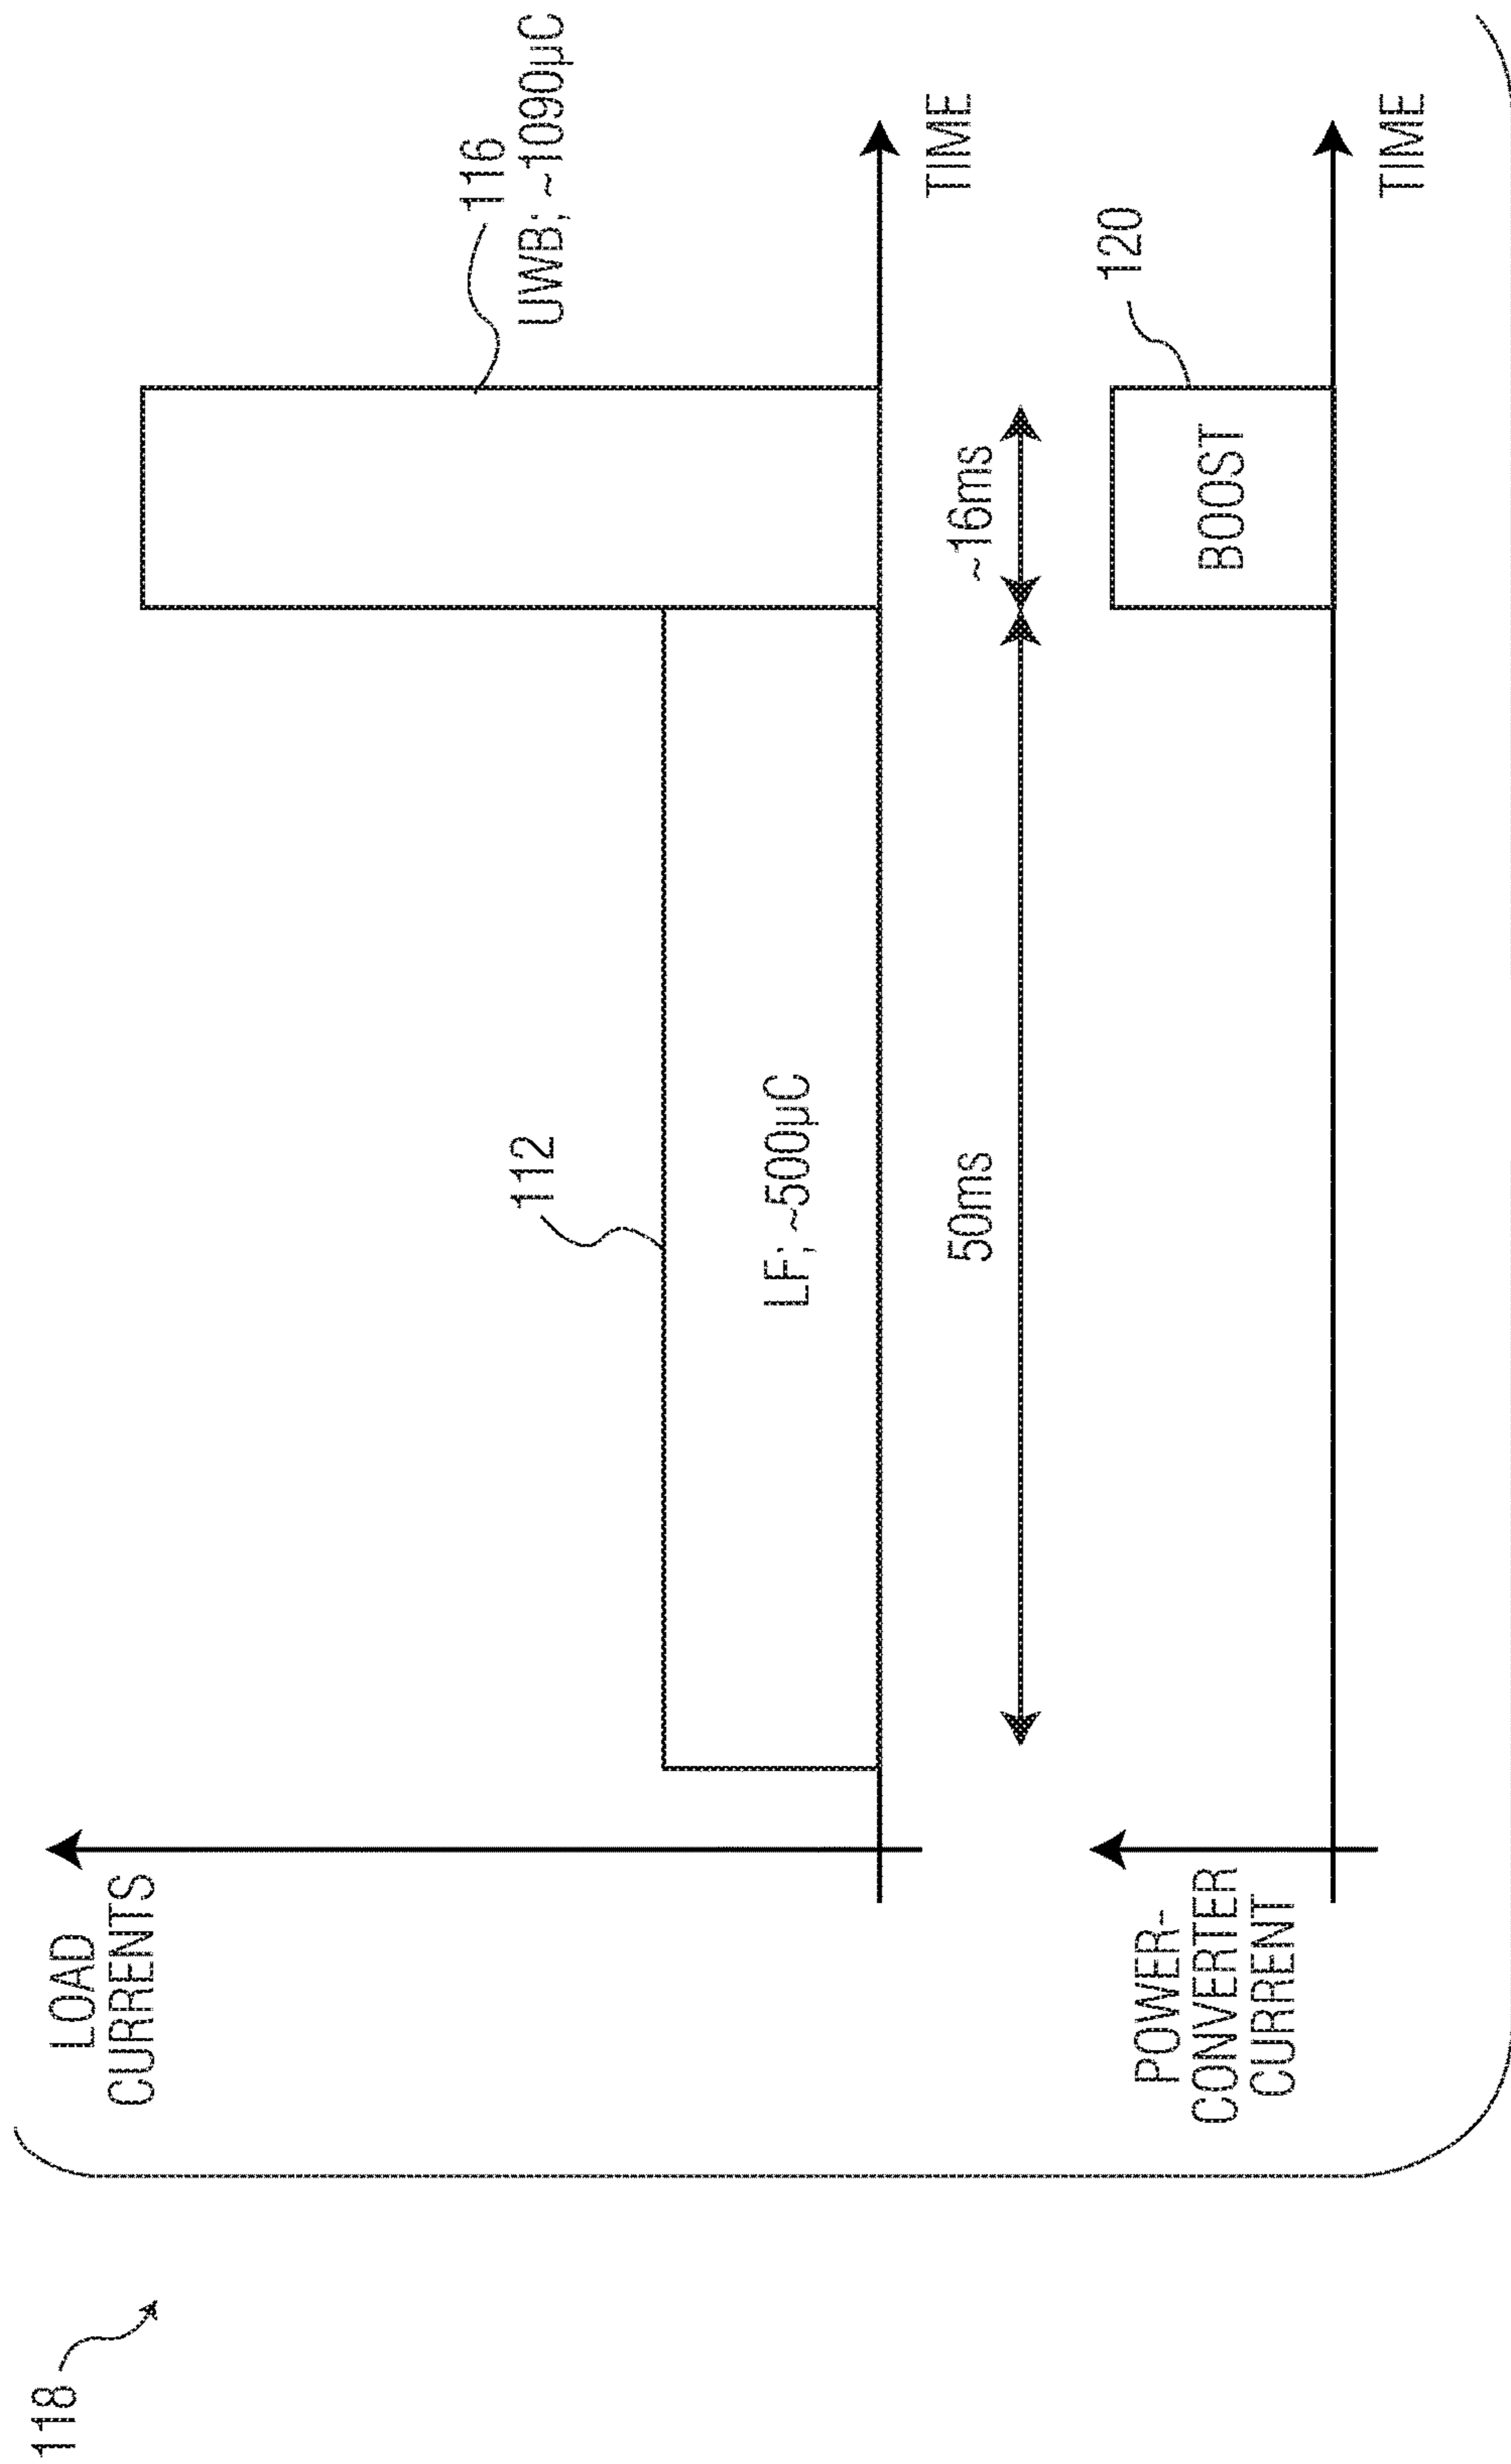 118
LOAD
CURRENTS
112
LF; ~500µC
116
UWB; ~1090µC
TIME
50ms
~16ms
POWER-
CONVERTER
CURRENT
BOOST
120
TIME